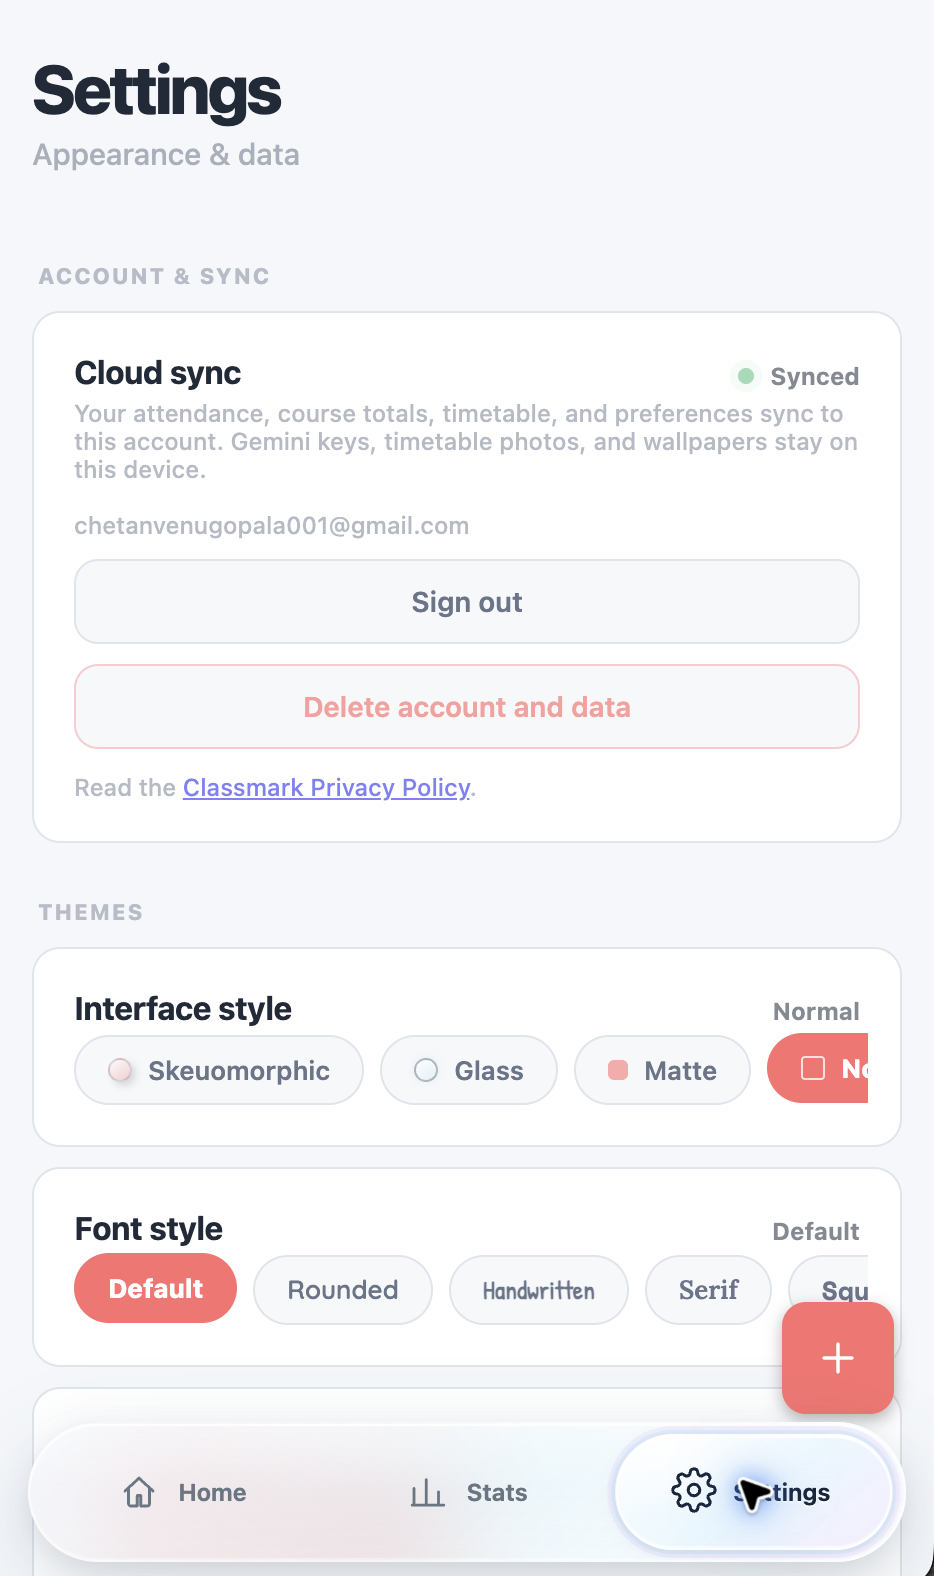 Settings
Appearance & data
ACCOUNT & SYNC
Cloud sync
Synced
Your attendance, course totals, timetable, and preferences sync to
this account. Gemini keys, timetable photos, and wallpapers stay on
this device.
chetanvenugopala001@gmail.com
Sign out
Delete account and data
Read the Classmark Privacy Policy.
THEMES
Interface style
Normal
Skeuomorphic
Glass
Matte
Font style
Default
Default
Rounded
Handwritten
Serif
Home
Stats
Settings